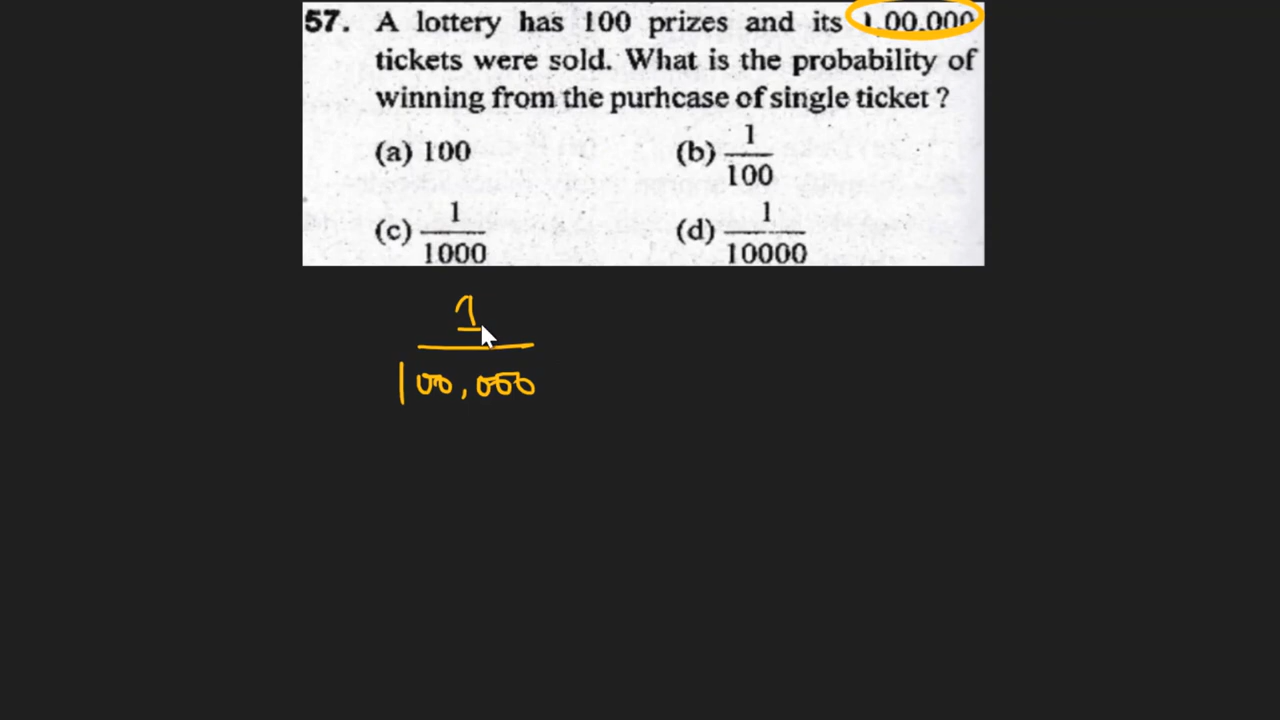 57. A lottery has 100 prizes and its 1,00,000
tickets were sold. What is the probability of
winning from the purhcase of single ticket ?
(a) 100 (b) 1/100
(c) 1/1000 (d) 1/10000
1
100,000